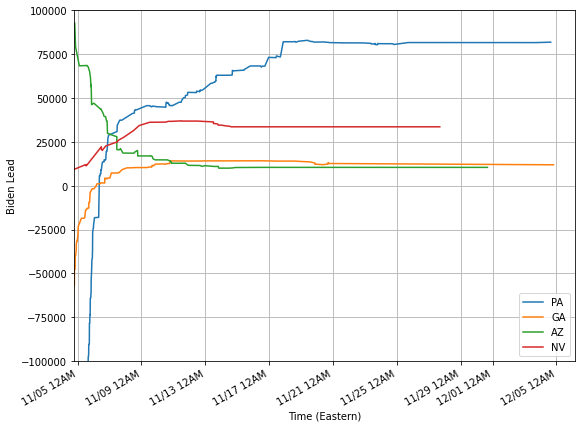 100000
75000
50000
25000
0
−25000
−50000
−75000
−100000
Biden Lead
11/05 12AM
11/09 12AM
11/13 12AM
11/17 12AM
11/21 12AM
11/25 12AM
11/29 12AM
12/01 12AM
12/05 12AM
Time (Eastern)
PA
GA
AZ
NV